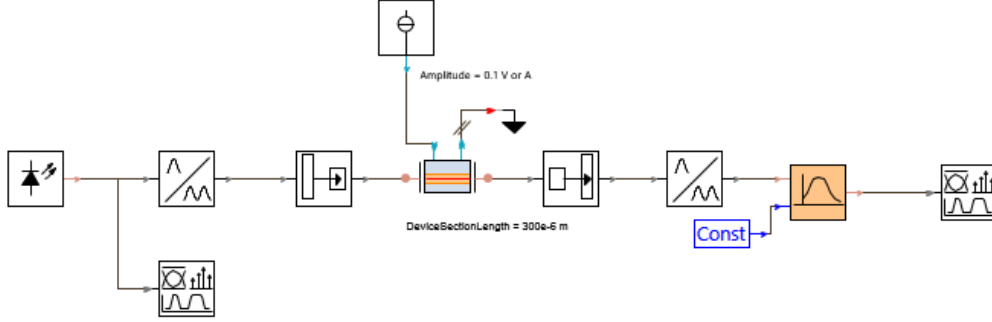 Amplitude = 0.1 V or A
DeviceSectionLength = 300e-6 m
Const